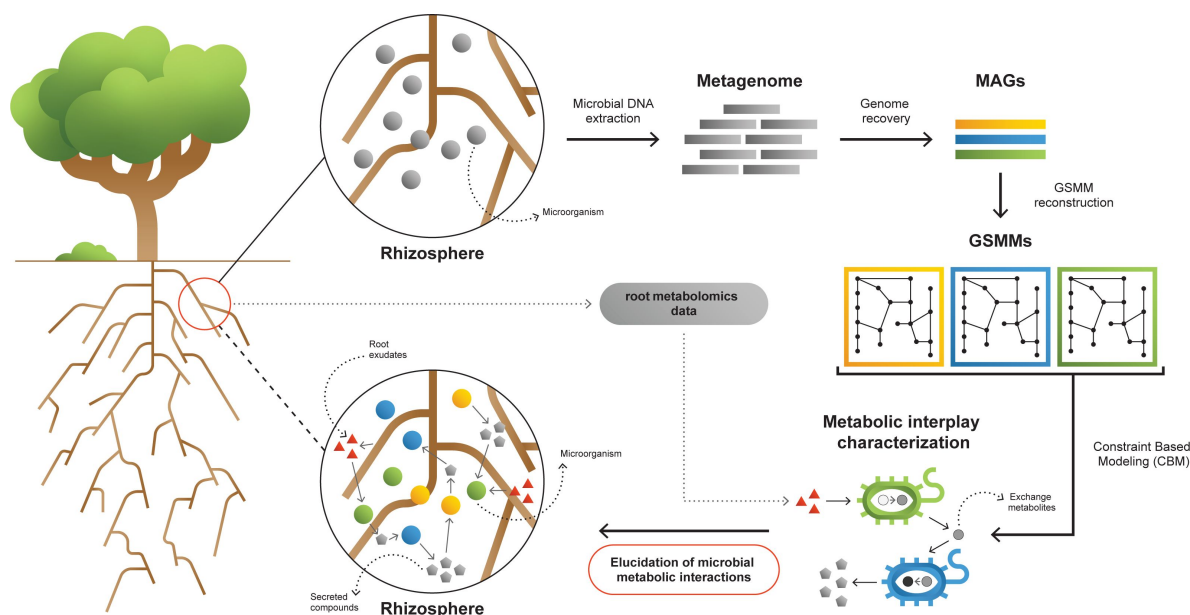 Metagenome
MAGs
Microbial DNA
extraction
Genome
recovery
Microorganism
GSMM
reconstruction
Rhizosphere
GSMMs
root metabolomics
data
Root
exudates
Metabolic interplay
characterization
Microorganism
Constraint Based
Modeling (CBM)
Exchange
metabolites
Elucidation of microbial
metabolic interactions
Secreted
compounds
Rhizosphere